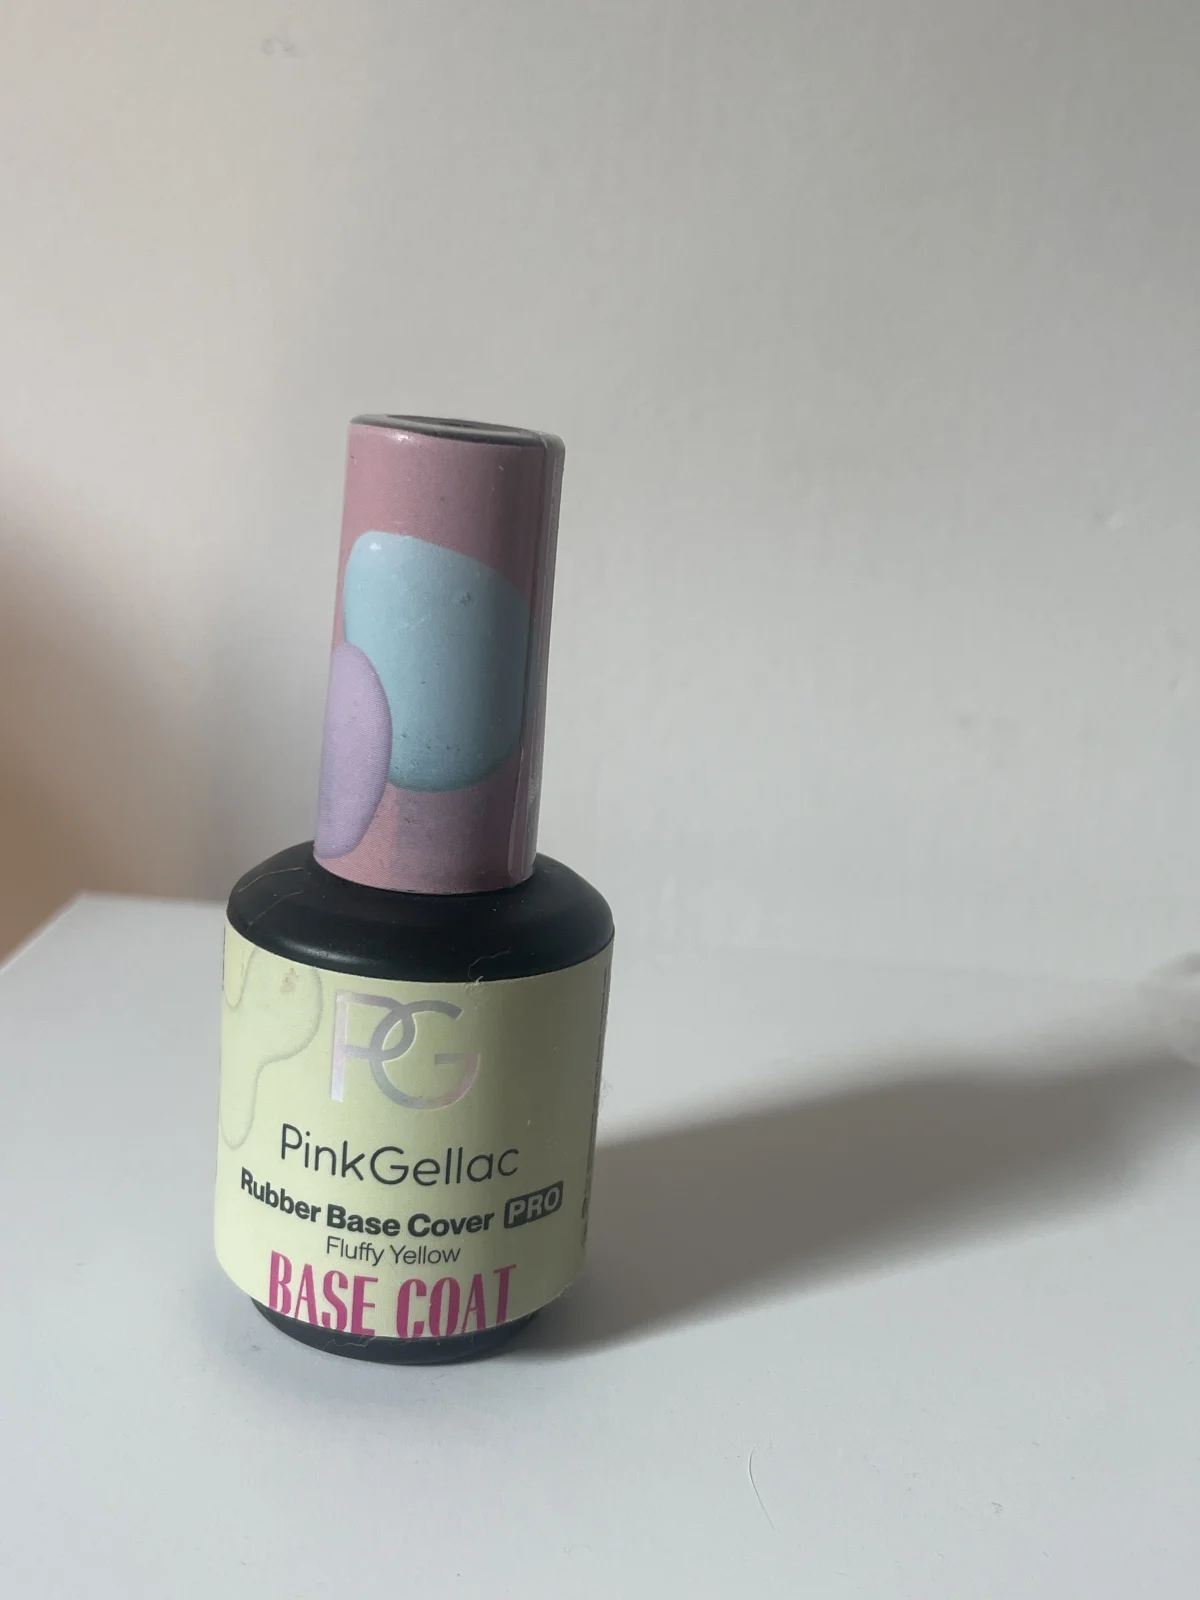 PG
PinkGellac
Rubber Base Cover PRO
Fluffy Yellow
BASE COAT